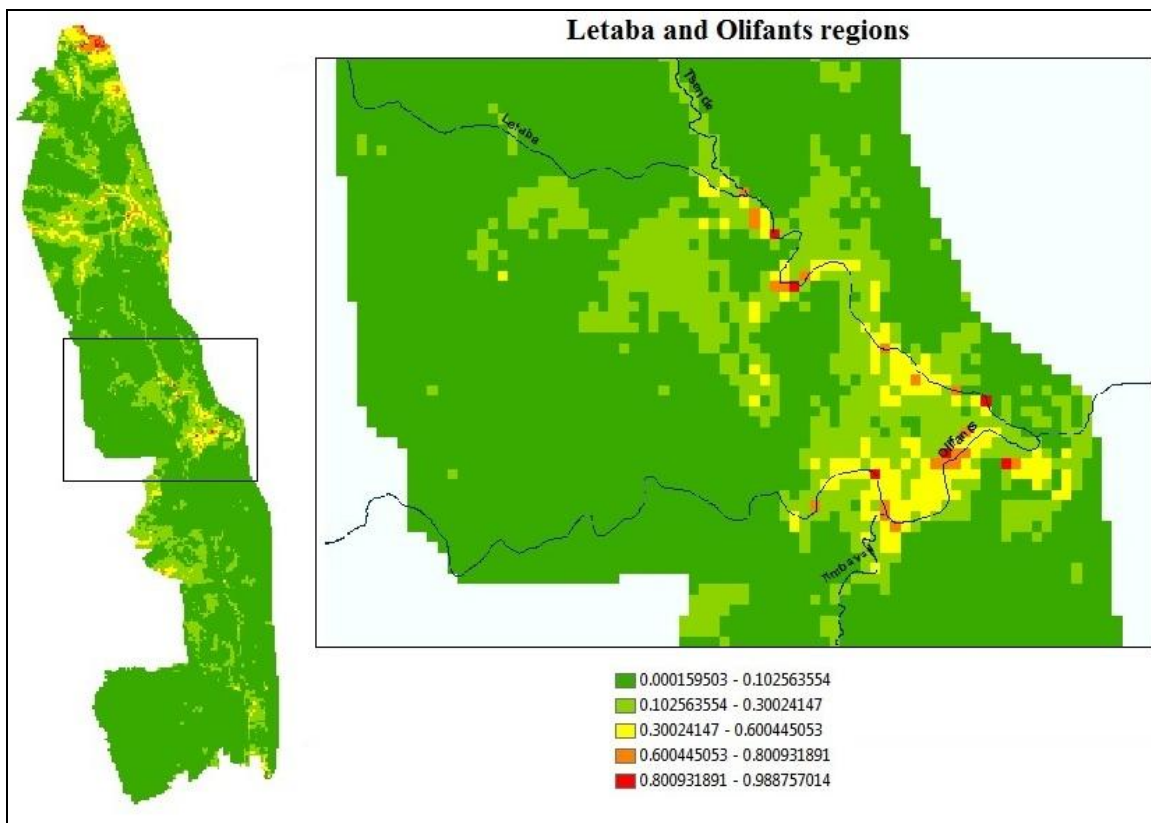 Letaba and Olifants regions
Tsende
Letaba
Olifants
0.000159503 - 0.102563554
0.102563554 - 0.30024147
0.30024147 - 0.600445053
0.600445053 - 0.800931891
0.800931891 - 0.988757014